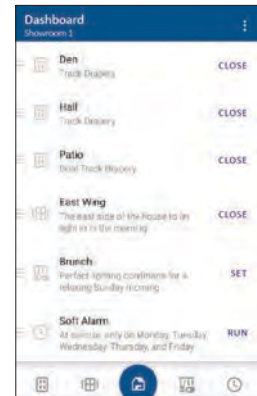 Dashboard
Showroom 1
Den
Track Drapery
CLOSE
Hall
Track Drapery
CLOSE
Patio
Dual Track Drapery
CLOSE
East Wing
The east side of the house to let
light in in the morning
CLOSE
Brunch
Perfect lighting conditions for a
relaxing Sunday morning
SET
Soft Alarm
At sunrise only on Monday, Tuesday,
Wednesday, Thursday, and Friday
RUN